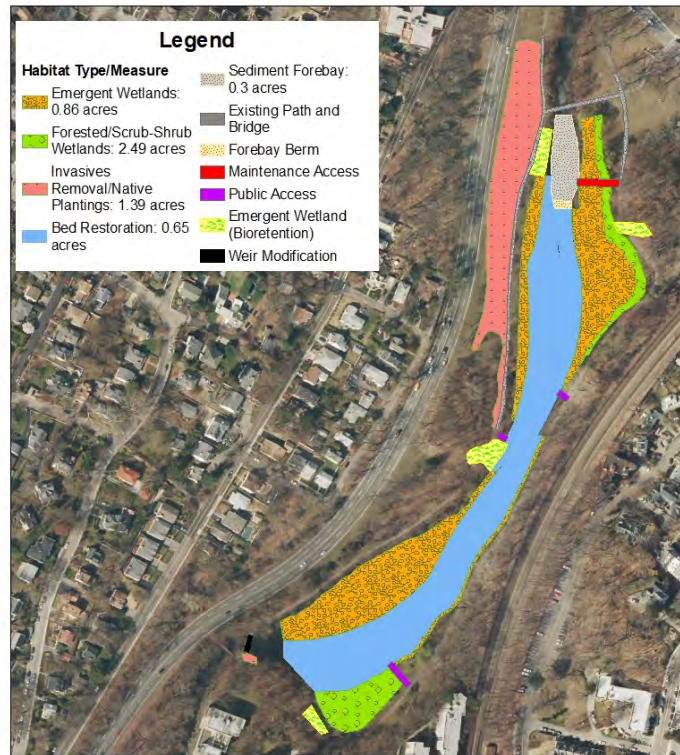 Legend
Habitat Type/Measure
Emergent Wetlands:
0.86 acres
Forested/Scrub-Shrub
Wetlands: 2.49 acres
Invasives
Removal/Native
Plantings: 1.39 acres
Bed Restoration: 0.65
acres
Sediment Forebay:
0.3 acres
Existing Path and
Bridge
Forebay Berm
Maintenance Access
Public Access
Emergent Wetland
(Bioretention)
Weir Modification